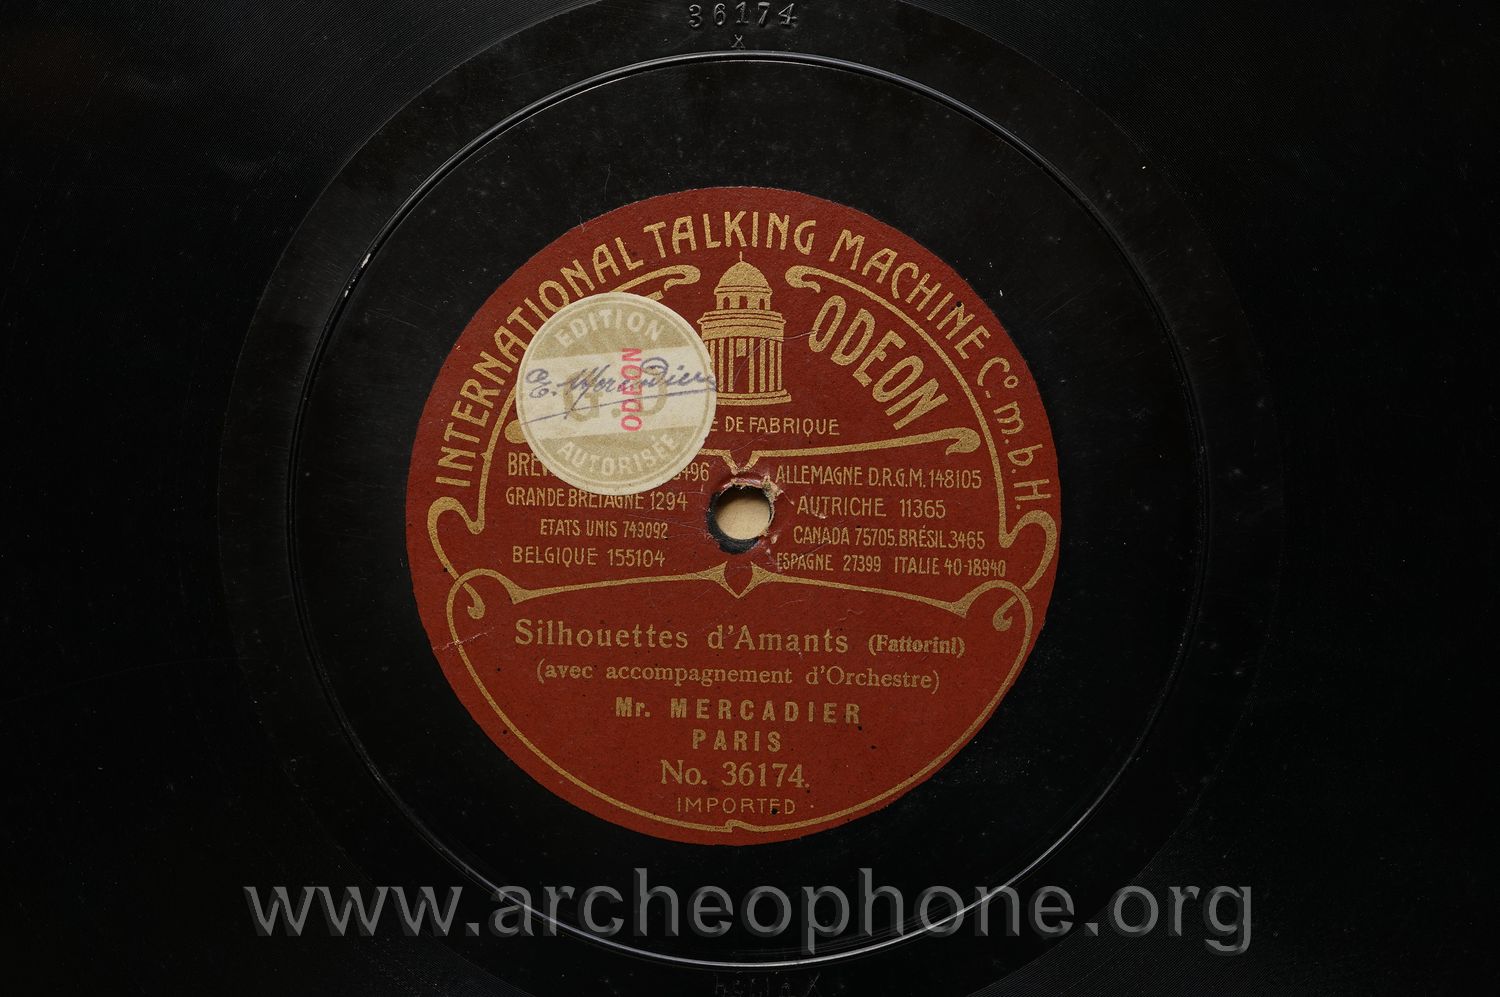 36174
X
INTERNATIONAL TALKING MACHINE Co. m. b. H.
ODEON
EDITION
ODEON
E. Mercadier
AUTORISÉE
DE FABRIQUE
ALLEMAGNE D.R.G.M. 148105
GRANDE BRETAGNE 1294
AUTRICHE 11365
ETATS UNIS 749092
CANADA 75705. BRÉSIL 3465
BELGIQUE 155104
ESPAGNE 27399 ITALIE 40-18940
Silhouettes d'Amants (Fattorini)
(avec accompagnement d'Orchestre)
Mr. MERCADIER
PARIS
No. 36174.
IMPORTED
www.archeophone.org